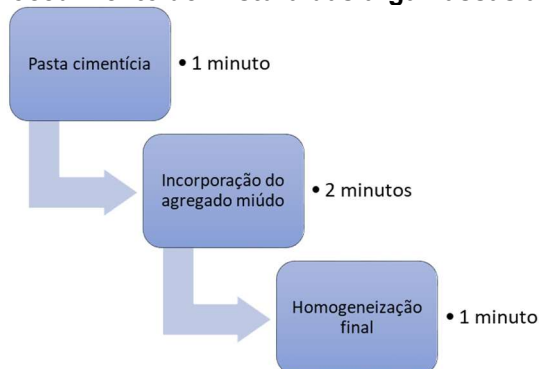 Pasta cimentícia
• 1 minuto
Incorporação do
agregado miúdo
• 2 minutos
Homogeneização
final
• 1 minuto